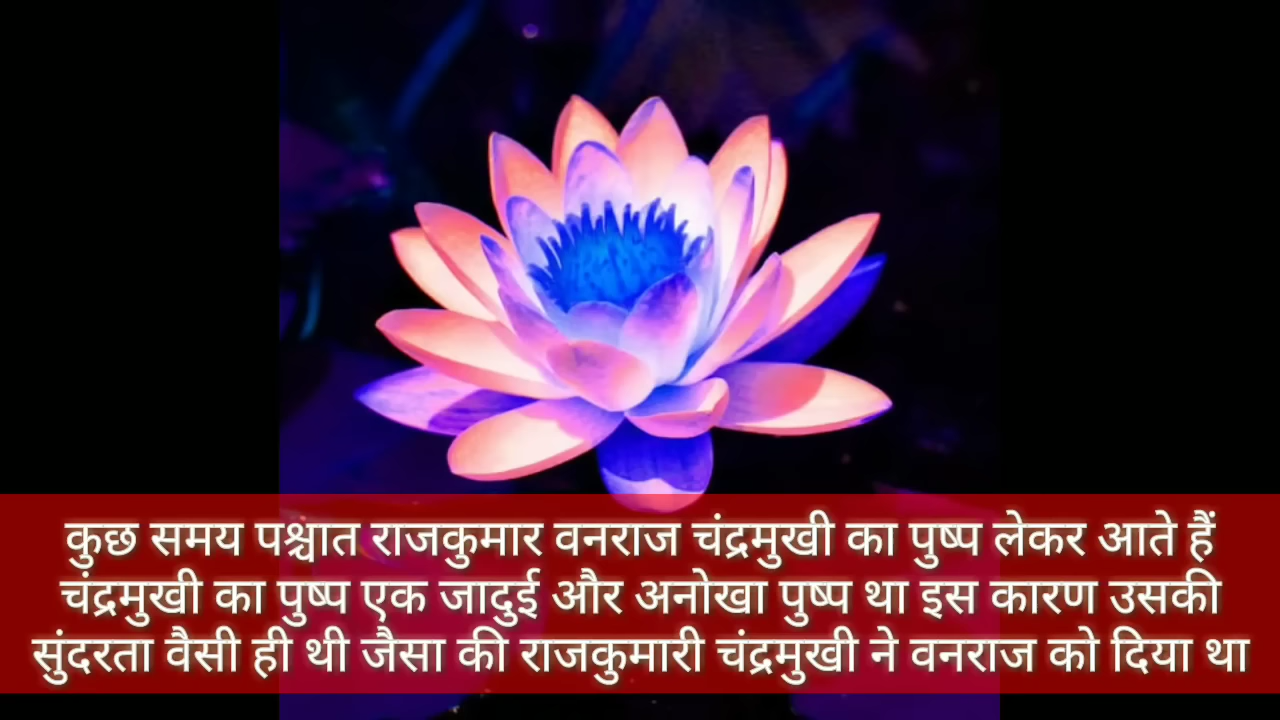 कुछ समय पश्चात राजकुमार वनराज चंद्रमुखी का पुष्प लेकर आते हैं
चंद्रमुखी का पुष्प एक जादुई और अनोखा पुष्प था इस कारण उसकी
सुंदरता वैसी ही थी जैसा की राजकुमारी चंद्रमुखी ने वनराज को दिया था